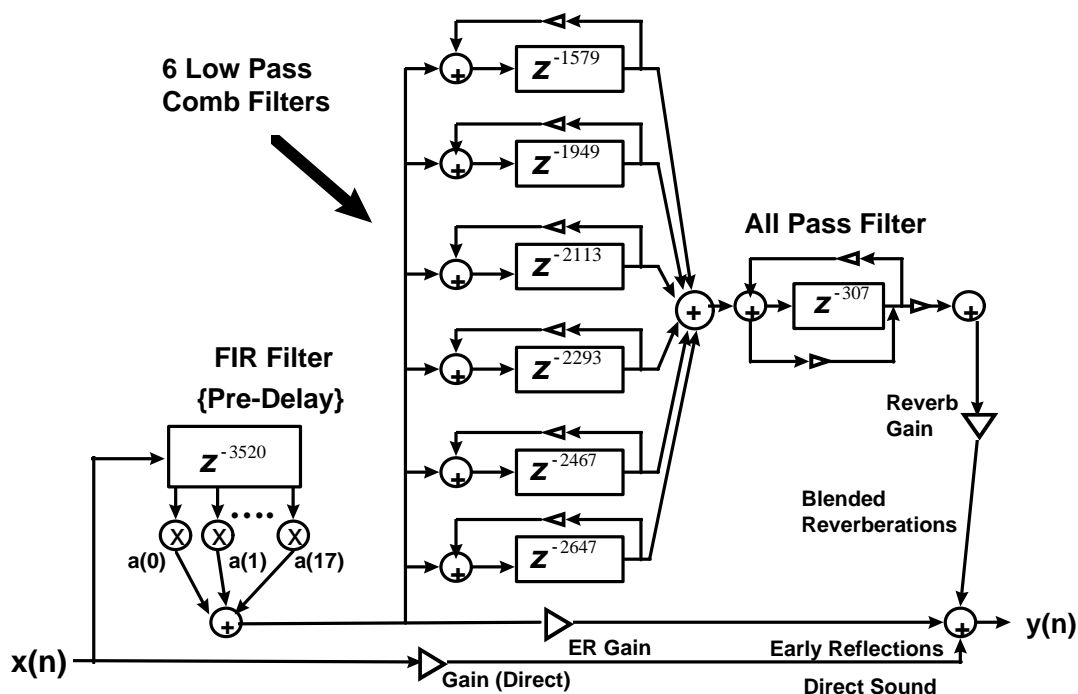 6 Low Pass
Comb Filters
z -1579
+
z -1949
+
z -2113
+
z -2293
+
z -2467
+
z -2647
+
+
All Pass Filter
+
z -307
+
FIR Filter
{Pre-Delay}
z -3520
X
X
....
X
a(0)
a(1)
a(17)
+
Reverb
Gain
Blended
Reverberations
x(n)
Gain (Direct)
ER Gain
Early Reflections
Direct Sound
+
y(n)